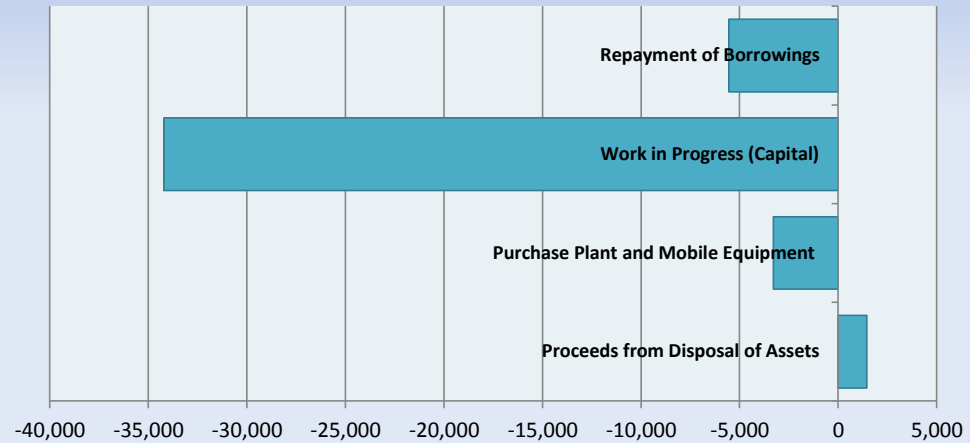 Repayment of Borrowings
Work in Progress (Capital)
Purchase Plant and Mobile Equipment
Proceeds from Disposal of Assets
-40,000 -35,000 -30,000 -25,000 -20,000 -15,000 -10,000 -5,000 0 5,000